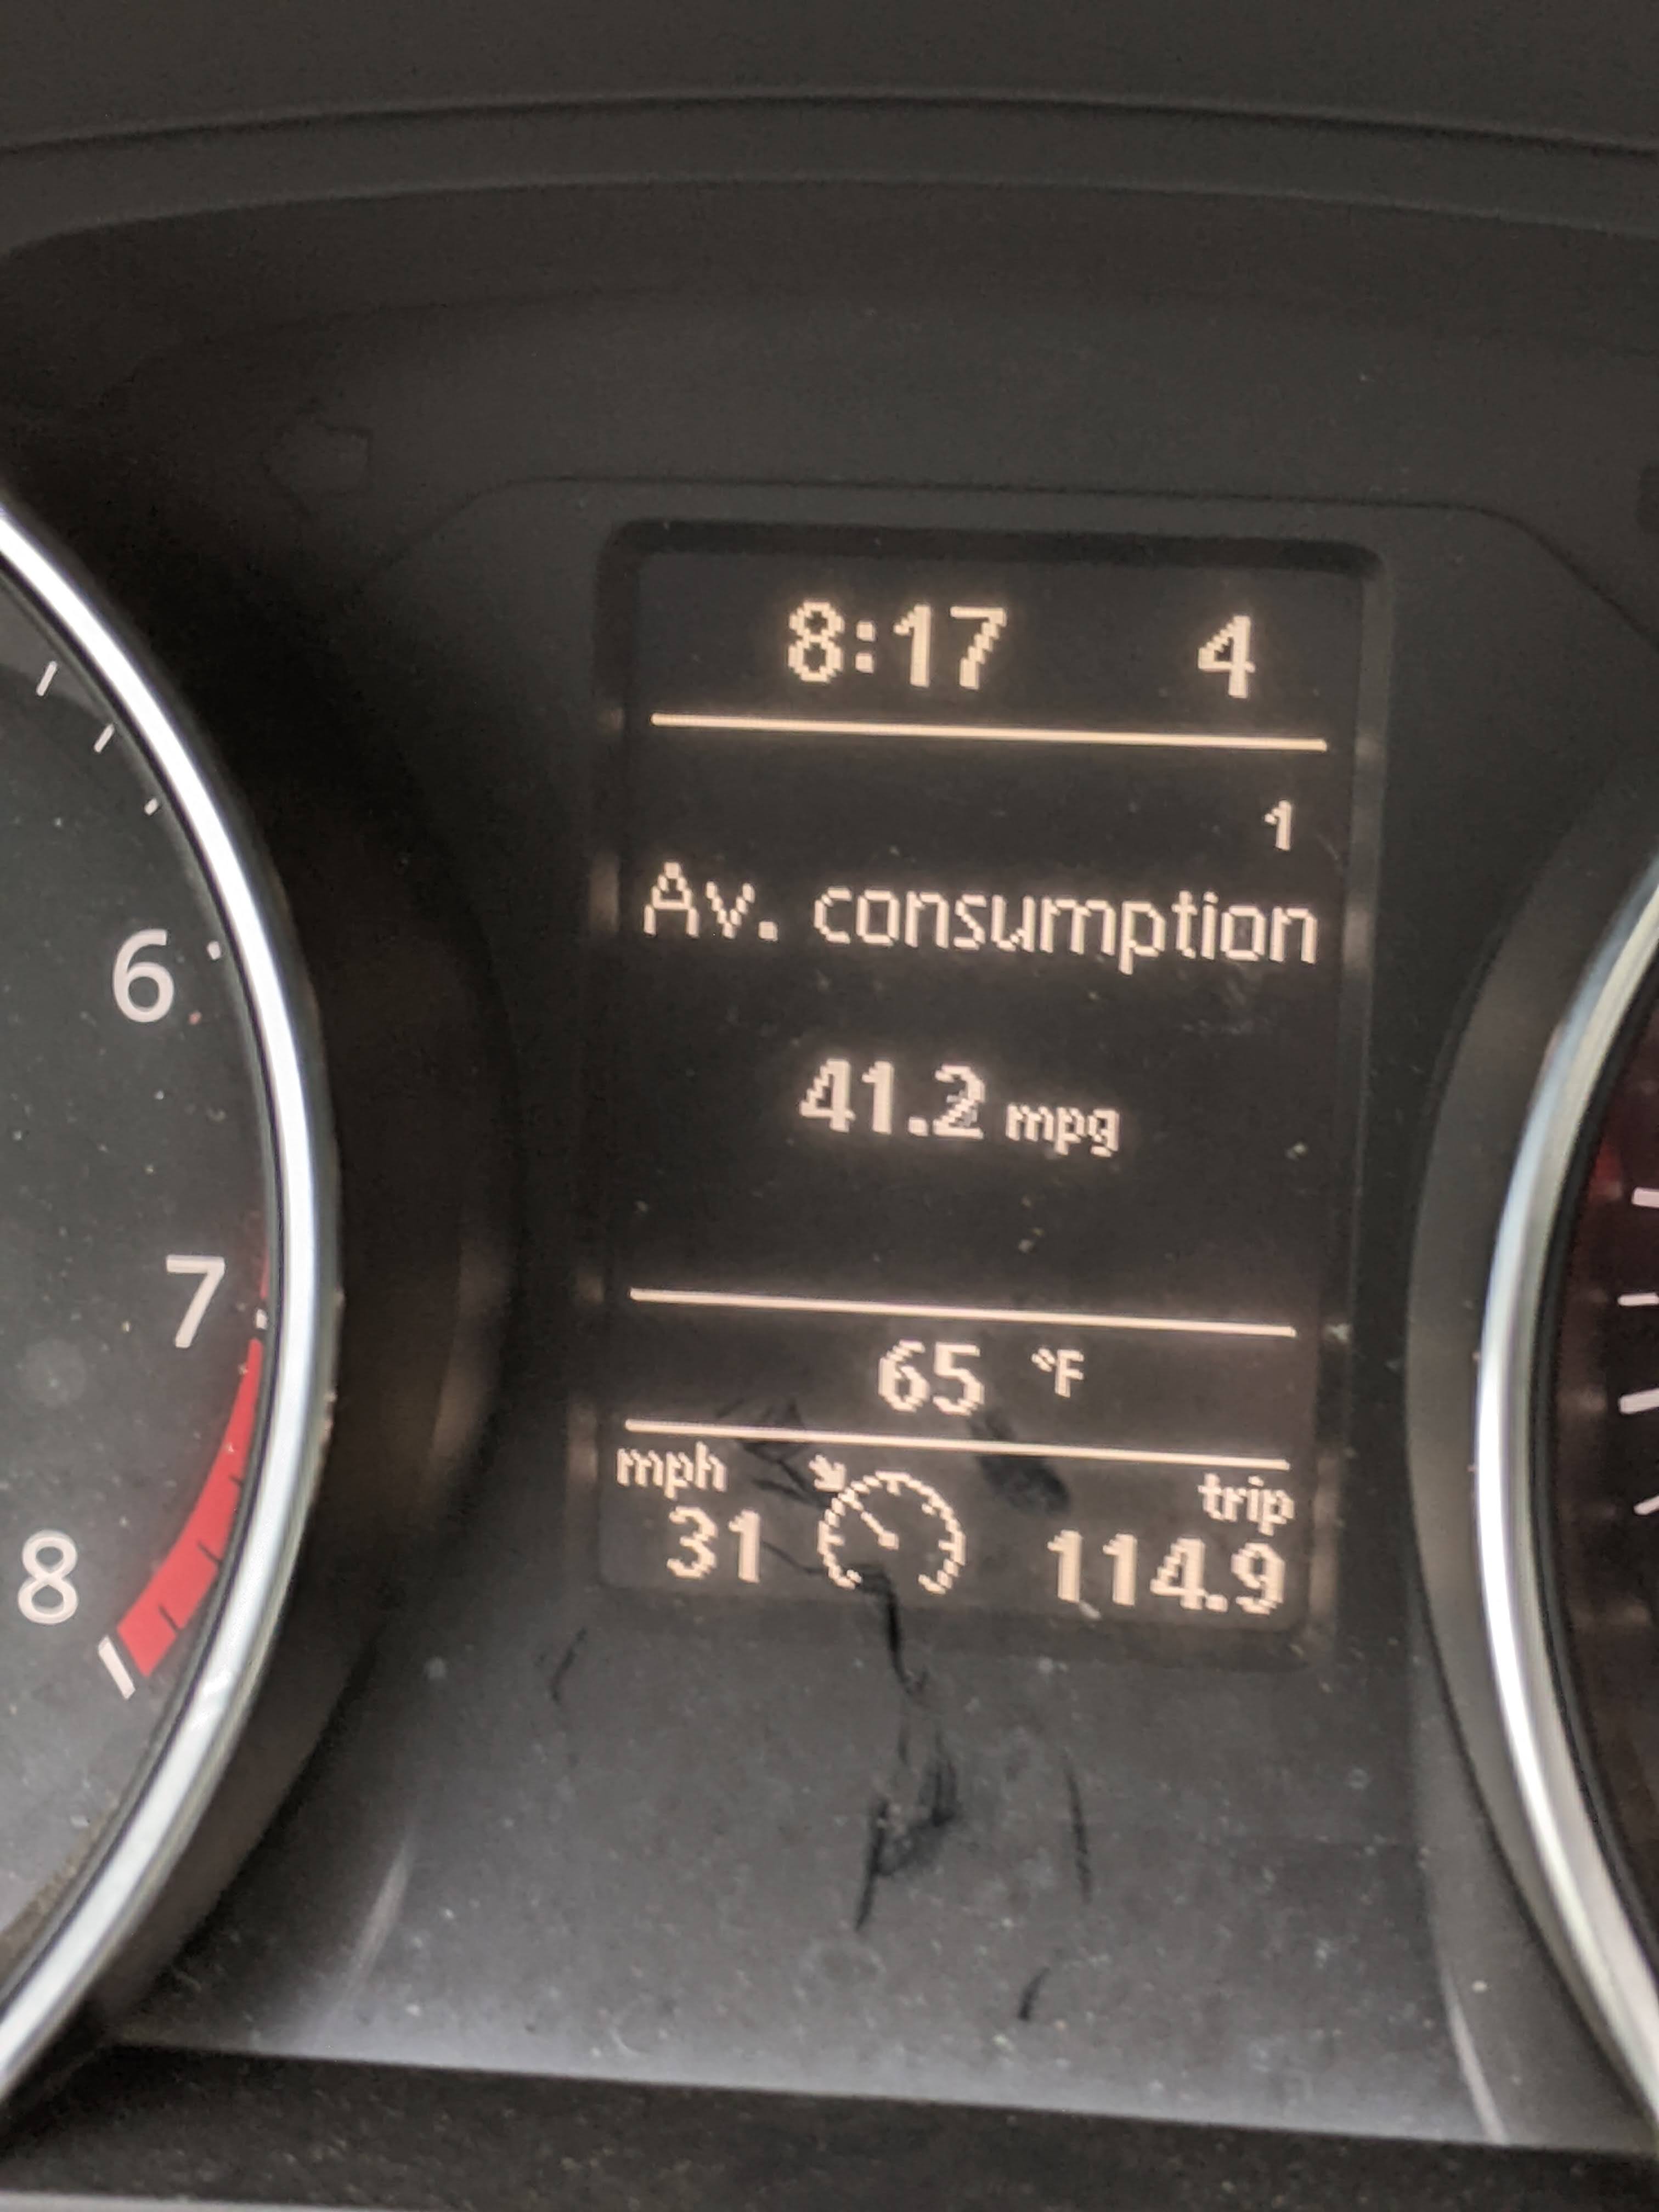 8:17 4
1
Av. consumption
6
41.2 mpg
7
65 °F
mph trip
31 114.9
8